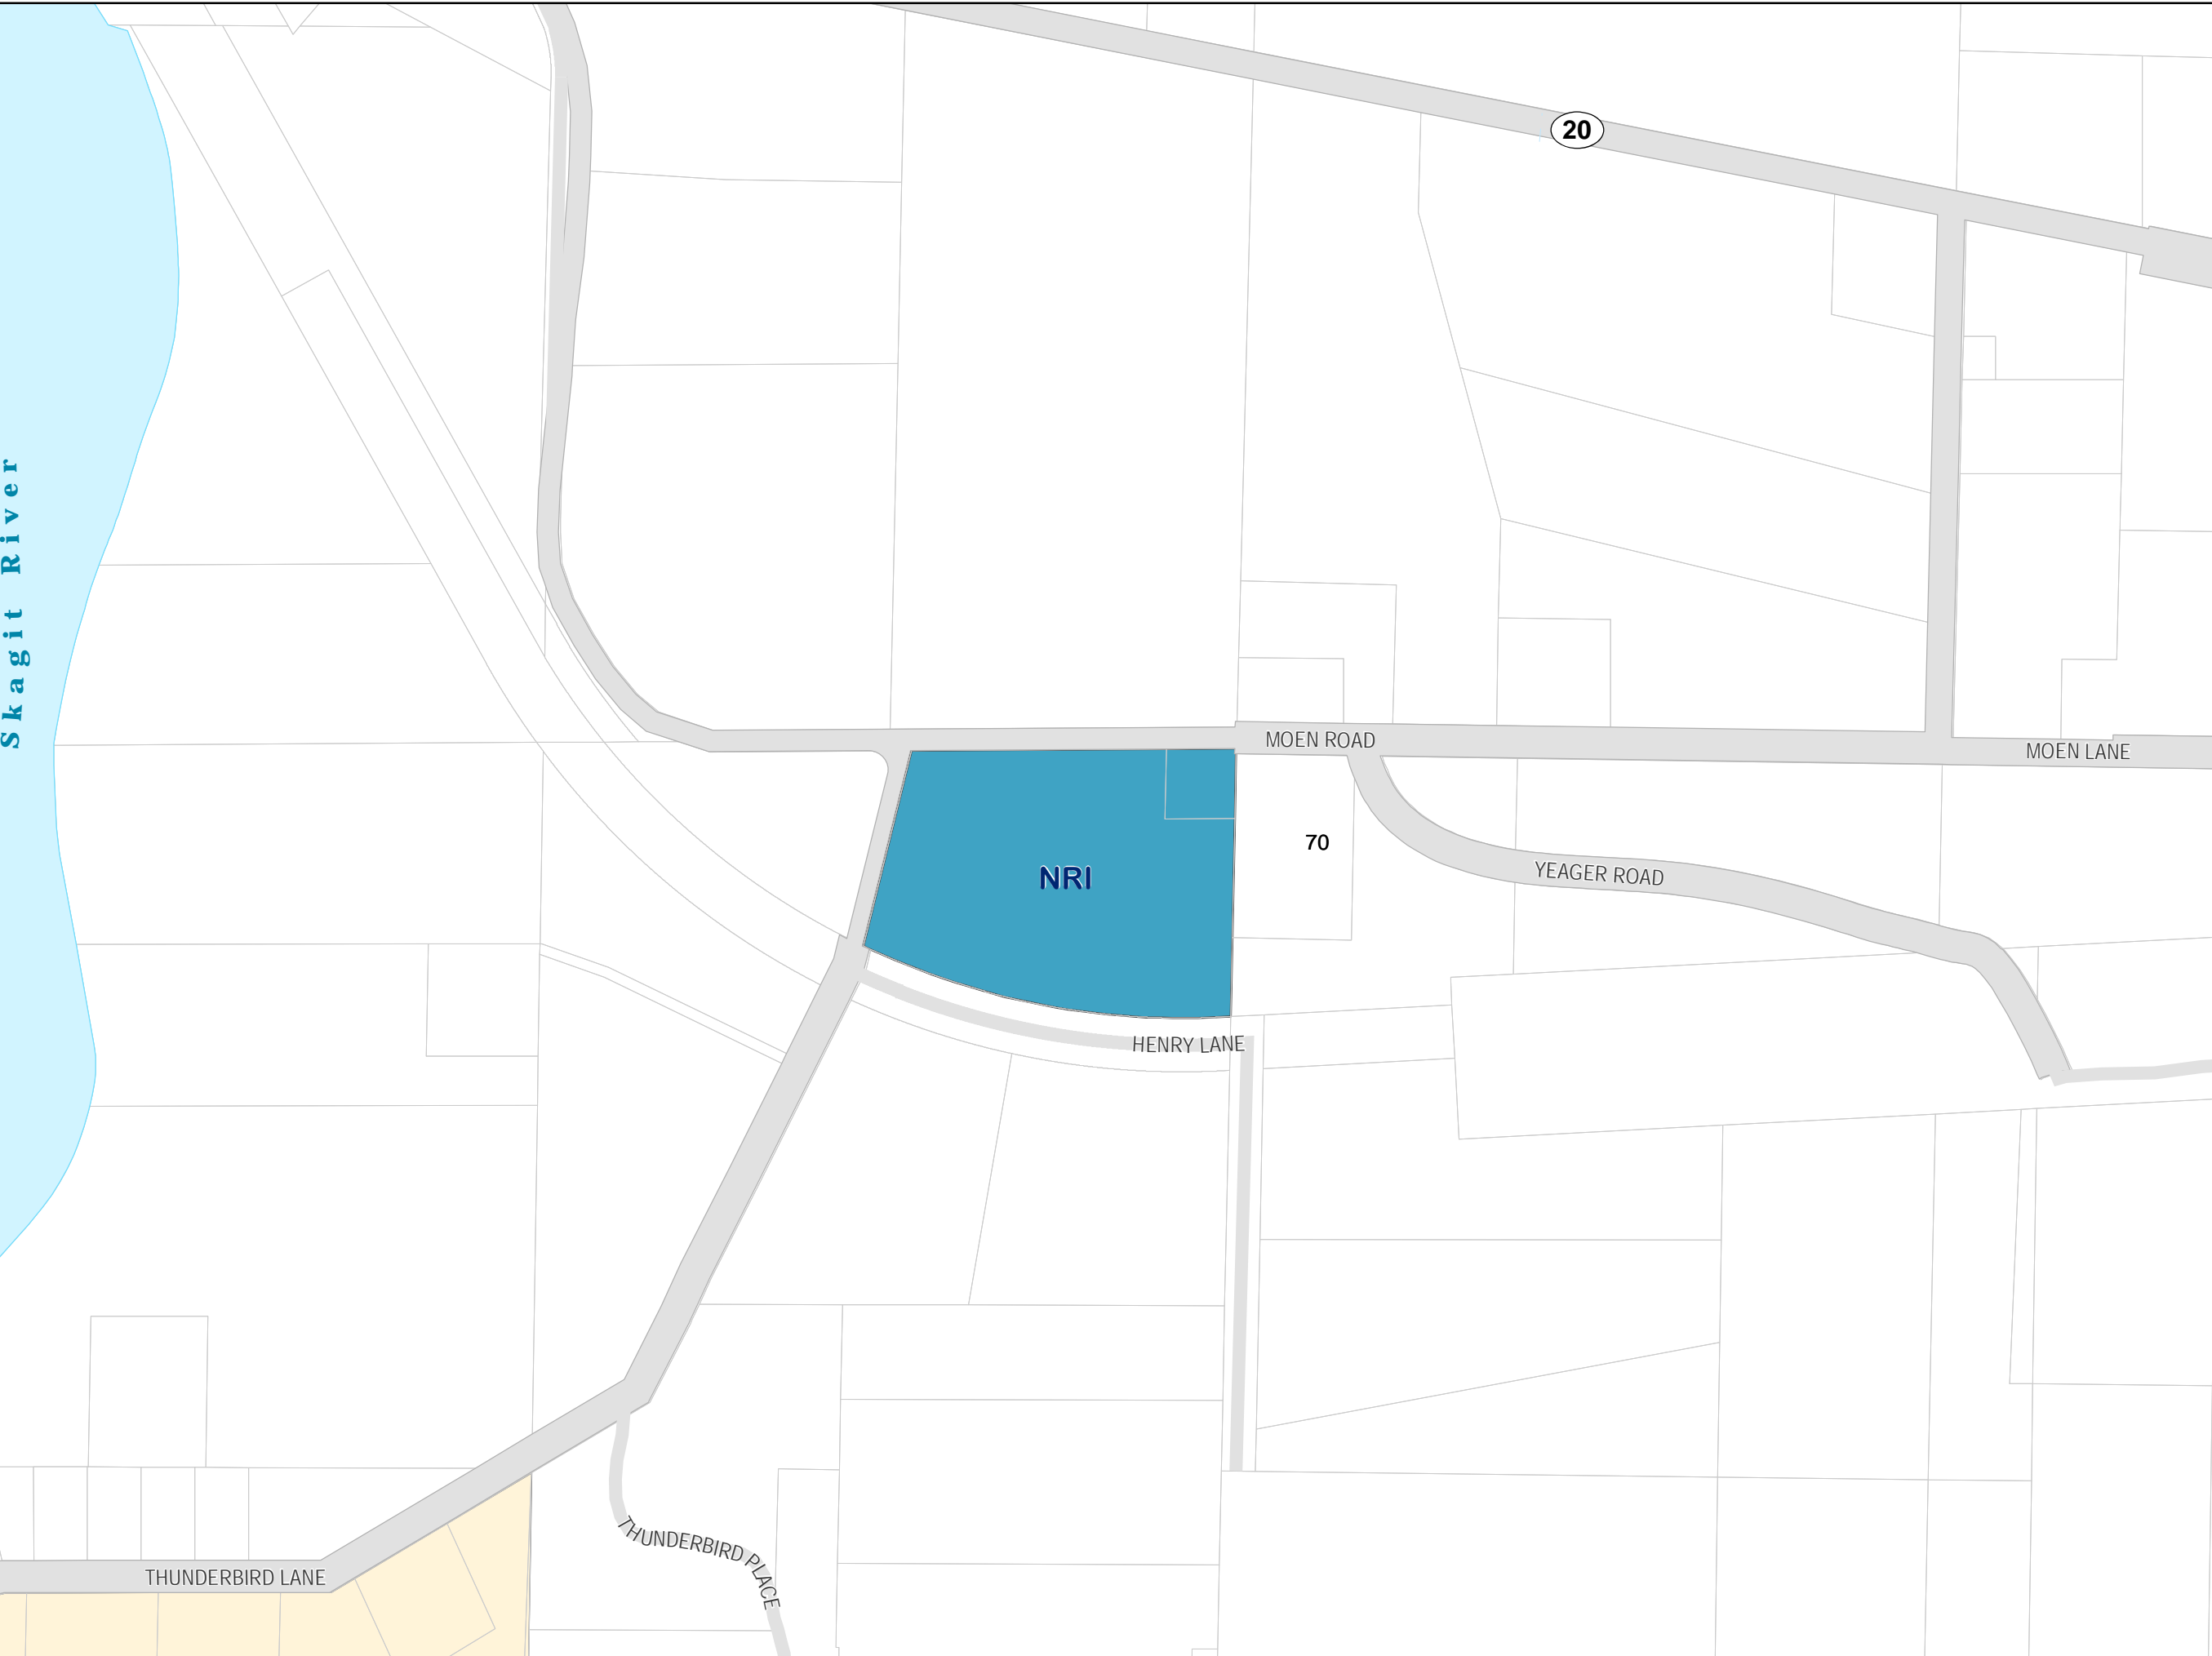 20
Skagit River
MOEN ROAD
MOEN LANE
70
YEAGER ROAD
NRI
HENRY LANE
THUNDERBIRD PLACE
THUNDERBIRD LANE